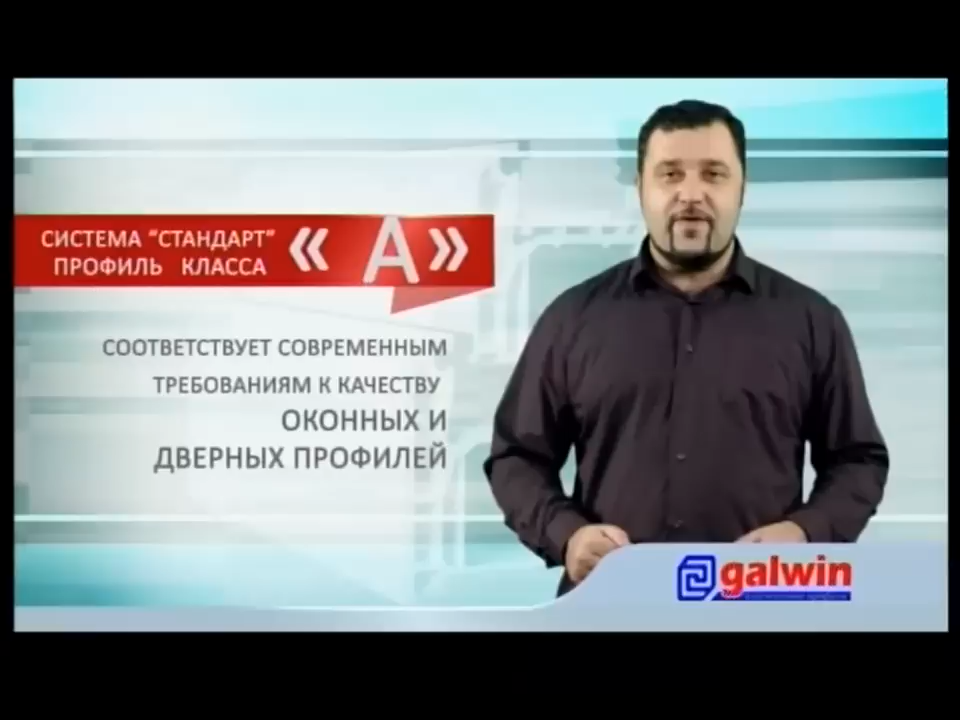 СИСТЕМА “СТАНДАРТ”
ПРОФИЛЬ КЛАССА
« А»
СООТВЕТСТВУЕТ СОВРЕМЕННЫМ
ТРЕБОВАНИЯМ К КАЧЕСТВУ
ОКОННЫХ И
ДВЕРНЫХ ПРОФИЛЕЙ
galwin